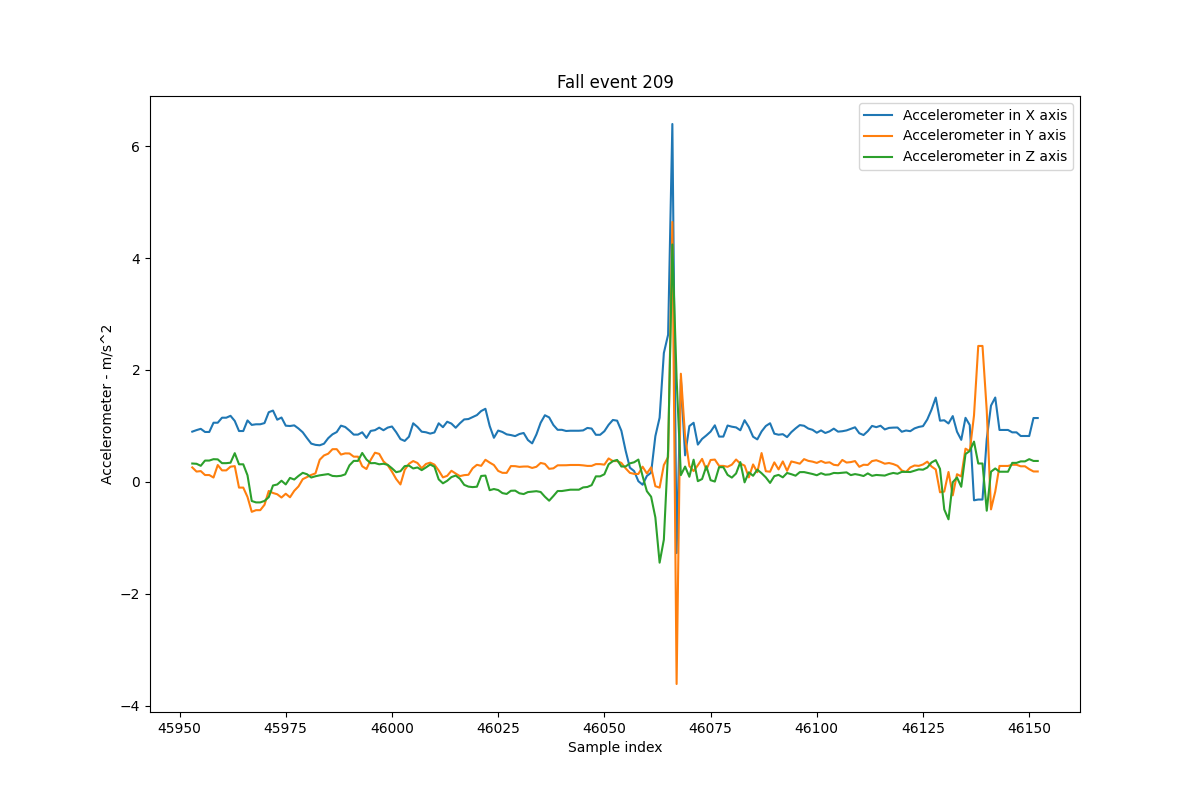 Fall event 209
Accelerometer in X axis
Accelerometer in Y axis
Accelerometer in Z axis
Accelerometer - m/s^2
6
4
2
0
−2
−4
45950 45975 46000 46025 46050 46075 46100 46125 46150
Sample index